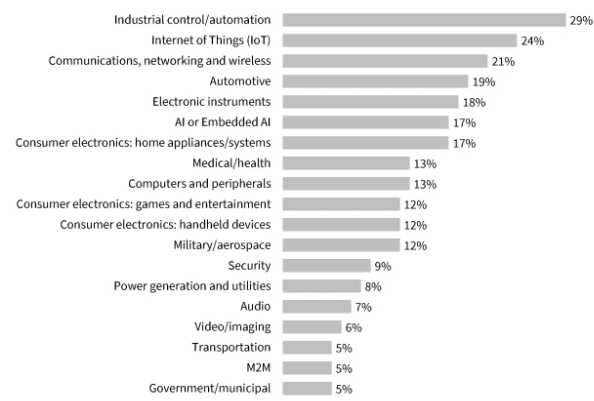 Industrial control/automation 29%
Internet of Things (IoT) 24%
Communications, networking and wireless 21%
Automotive 19%
Electronic instruments 18%
AI or Embedded AI 17%
Consumer electronics: home appliances/systems 17%
Medical/health 13%
Computers and peripherals 13%
Consumer electronics: games and entertainment 12%
Consumer electronics: handheld devices 12%
Military/aerospace 12%
Security 9%
Power generation and utilities 8%
Audio 7%
Video/imaging 6%
Transportation 5%
M2M 5%
Government/municipal 5%